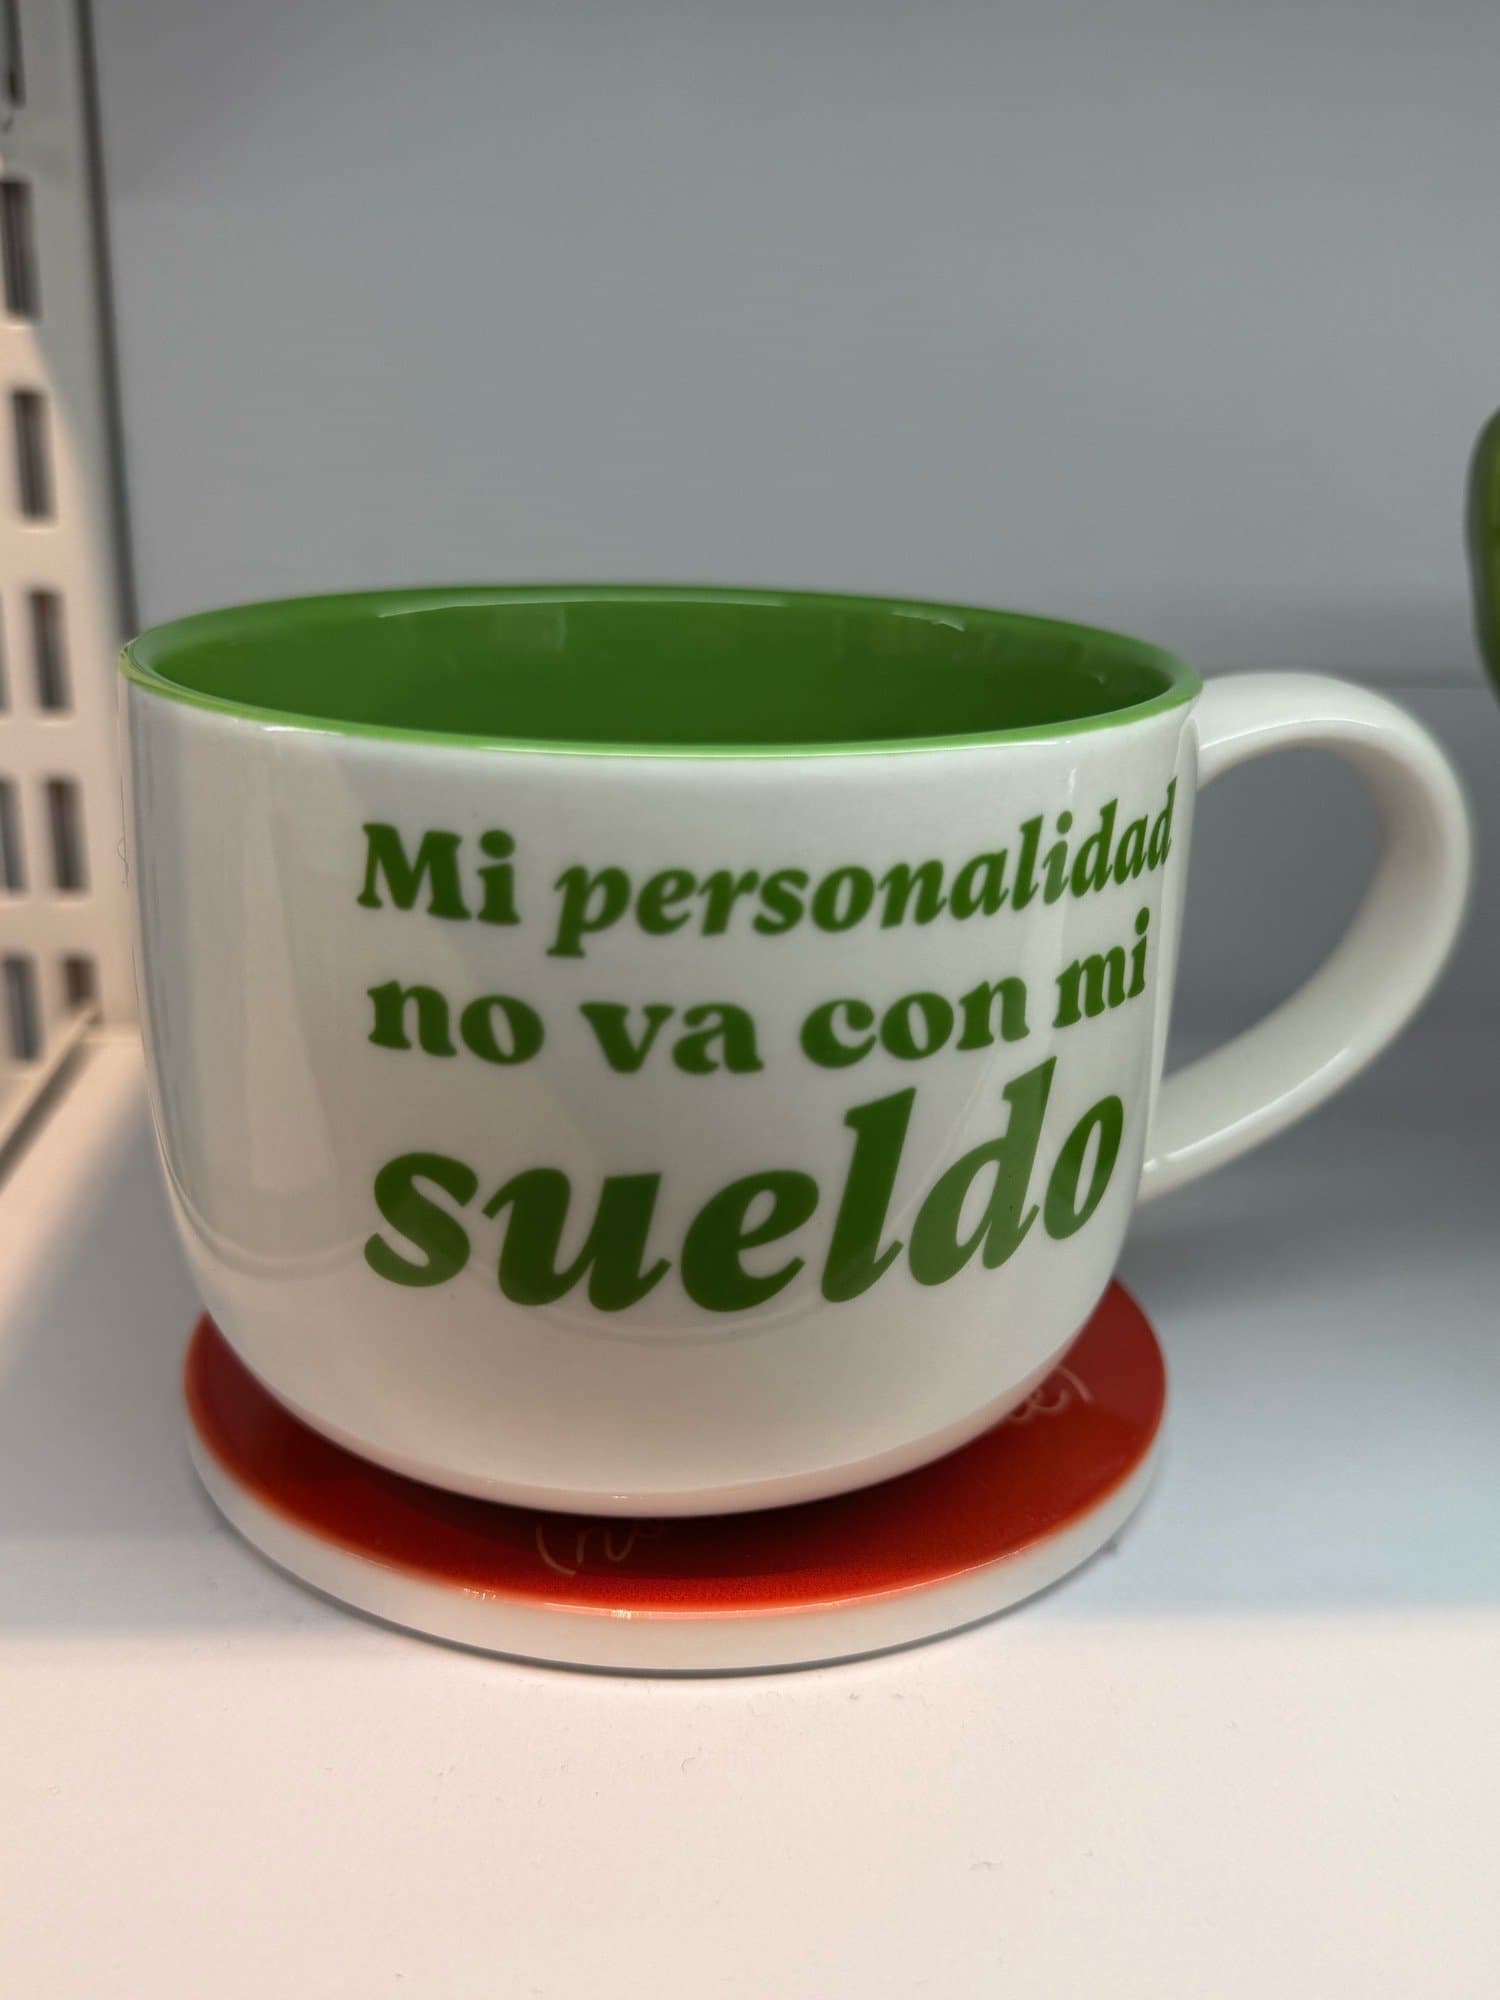 Mi personalidad
no va con mi
sueldo